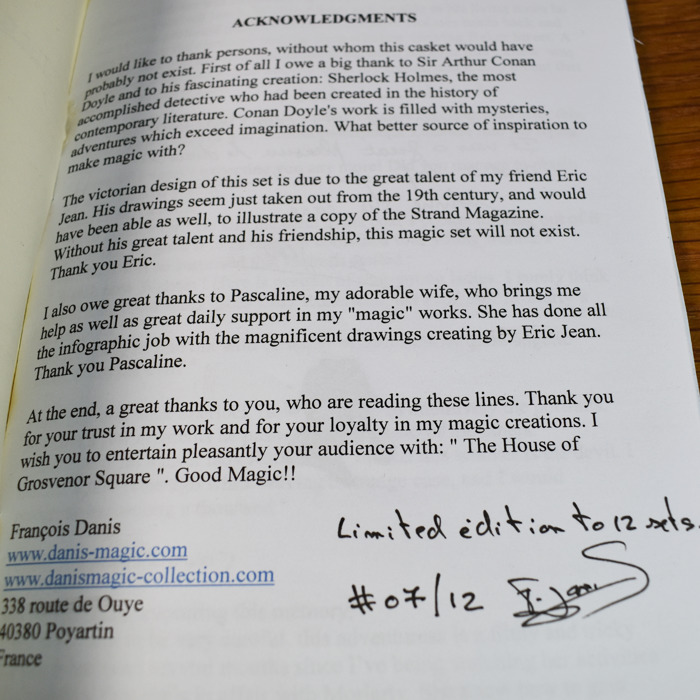 ACKNOWLEDGMENTS
I would like to thank persons, without whom this casket would have
probably not exist. First of all I owe a big thank to Sir Arthur Conan
Doyle and to his fascinating creation: Sherlock Holmes, the most
accomplished detective who had been created in the history of
contemporary literature. Conan Doyle's work is filled with mysteries,
adventures which exceed imagination. What better source of inspiration to
make magic with?
The victorian design of this set is due to the great talent of my friend Eric
Jean. His drawings seem just taken out from the 19th century, and would
have been able as well, to illustrate a copy of the Strand Magazine.
Without his great talent and his friendship, this magic set will not exist.
Thank you Eric.
I also owe great thanks to Pascaline, my adorable wife, who brings me
help as well as great daily support in my "magic" works. She has done all
the infographic job with the magnificent drawings creating by Eric Jean.
Thank you Pascaline.
At the end, a great thanks to you, who are reading these lines. Thank you
for your trust in my work and for your loyalty in my magic creations. I
wish you to entertain pleasantly your audience with: " The House of
Grosvenor Square ". Good Magic!!
François Danis
www.danis-magic.com
www.danismagic-collection.com
338 route de Ouye
40380 Poyartin
France
Limited édition to 12 sets.
#07/12